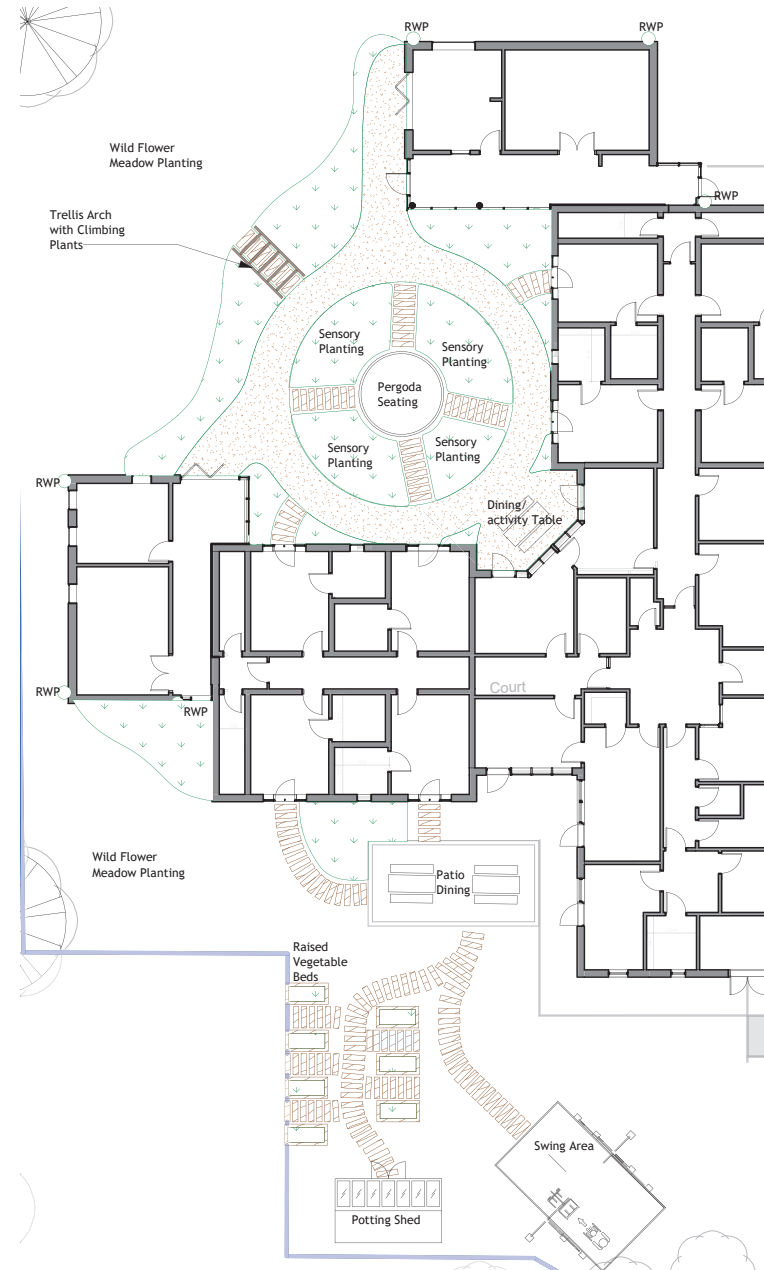 RWP
RWP
Wild Flower
Meadow Planting
RWP
Trellis Arch
with Climbing
Plants
Sensory
Planting
Sensory
Planting
Pergoda
Seating
Sensory
Planting
Sensory
Planting
RWP
Dining/
activity Table
RWP
Court
RWP
Wild Flower
Meadow Planting
Patio
Dining
Raised
Vegetable
Beds
Swing Area
Potting Shed